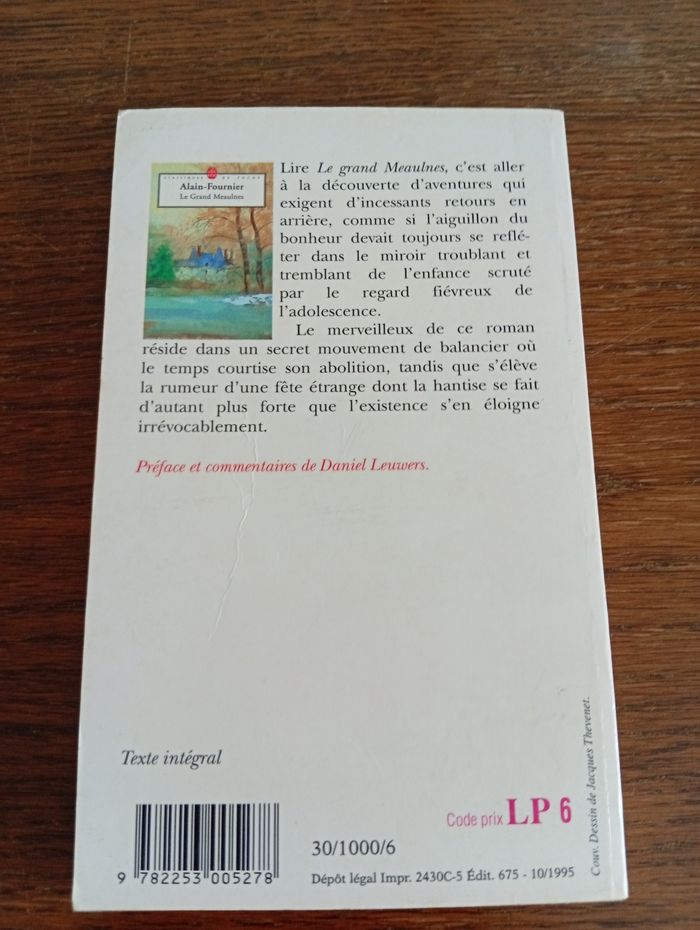 CLASSIQUES DE POCHE
Alain-Fournier
Le Grand Meaulnes
Lire Le grand Meaulnes, c'est aller
à la découverte d'aventures qui
exigent d'incessants retours en
arrière, comme si l'aiguillon du
bonheur devait toujours se reflé-
ter dans le miroir troublant et
tremblant de l'enfance scruté
par le regard fiévreux de
l'adolescence.
Le merveilleux de ce roman
réside dans un secret mouvement de balancier où
le temps courtise son abolition, tandis que s'élève
la rumeur d'une fête étrange dont la hantise se fait
d'autant plus forte que l'existence s'en éloigne
irrévocablement.
Préface et commentaires de Daniel Leuwers.
Texte intégral
Code prix LP 6
30/1000/6
9 782253 005278
Dépôt légal Impr. 2430C-5 Édit. 675 - 10/1995
Couv. Dessin de Jacques Thevenet.